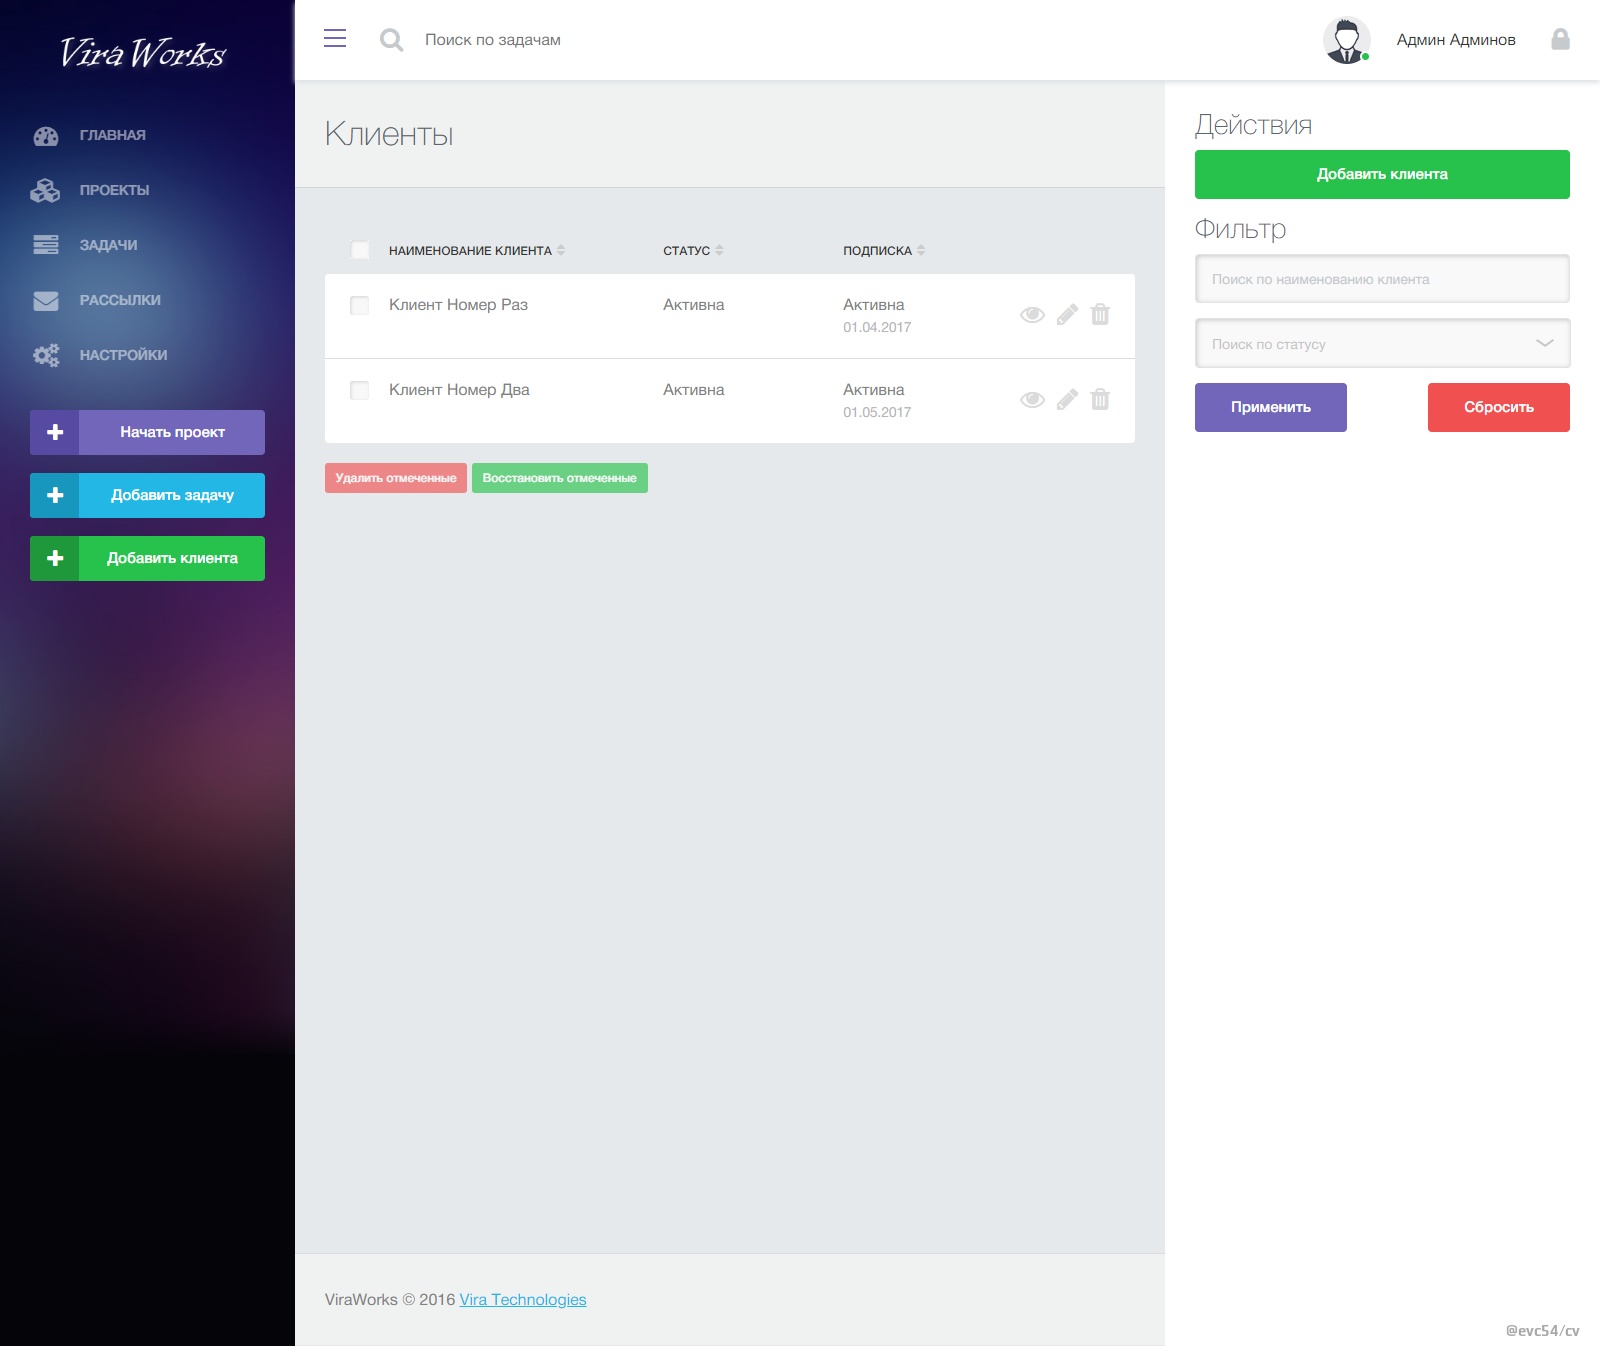 Vira Works
ГЛАВНАЯ
ПРОЕКТЫ
ЗАДАЧИ
РАССЫЛКИ
НАСТРОЙКИ
Начать проект
Добавить задачу
Добавить клиента
Поиск по задачам
Админ Админов
Клиенты
НАИМЕНОВАНИЕ КЛИЕНТА СТАТУС ПОДПИСКА
Клиент Номер Раз Активна Активна
01.04.2017
Клиент Номер Два Активна Активна
01.05.2017
Удалить отмеченные Восстановить отмеченные
Действия
Добавить клиента
Фильтр
Поиск по наименованию клиента
Поиск по статусу
Применить Сбросить
ViraWorks © 2016 Vira Technologies
@evc54/cv